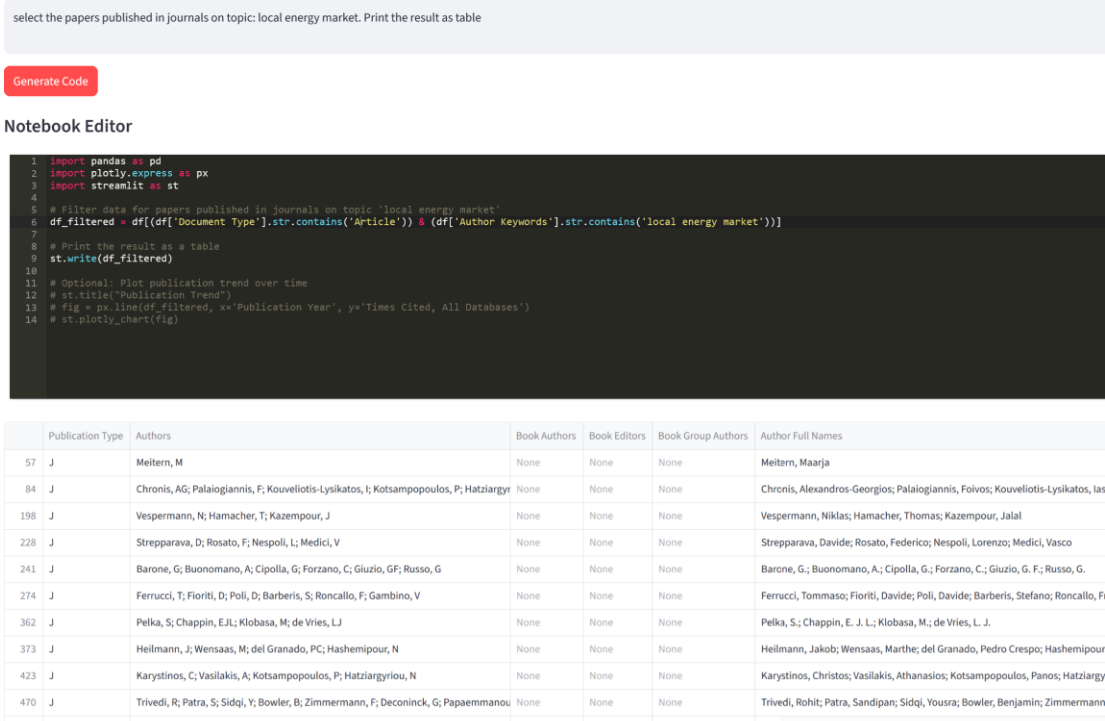 select the papers published in journals on topic: local energy market. Print the result as table
Generate Code
Notebook Editor
1 import pandas as pd
2 import plotly.express as px
3 import streamlit as st
4
5 # Filter data for papers published in journals on topic 'local energy market'
6 df_filtered = df[(df['Document Type'].str.contains('Article')) & (df['Author Keywords'].str.contains('local energy market'))]
7
8 # Print the result as a table
9 st.write(df_filtered)
10
11 # Optional: Plot publication trend over time
12 # st.title("Publication Trend")
13 # fig = px.line(df_filtered, x='Publication Year', y='Times Cited, All Databases')
14 # st.plotly_chart(fig)
Publication Type Authors Book Authors Book Editors Book Group Authors Author Full Names
57 J Meitern, M None None None Meitern, Maarja
84 J Chronis, AG; Palaiogiannis, F; Kouveliotis-Lysikatos, I; Kotsampopoulos, P; Hatziargyr None None None Chronis, Alexandros-Georgios; Palaiogiannis, Foivos; Kouveliotis-Lysikatos, Ias
198 J Vespermann, N; Hamacher, T; Kazempour, J None None None Vespermann, Niklas; Hamacher, Thomas; Kazempour, Jalal
228 J Strepparava, D; Rosato, F; Nespoli, L; Medici, V None None None Strepparava, Davide; Rosato, Federico; Nespoli, Lorenzo; Medici, Vasco
241 J Barone, G; Buonomano, A; Cipolla, G; Forzano, C; Giuzio, GF; Russo, G None None None Barone, G.; Buonomano, A.; Cipolla, G.; Forzano, C.; Giuzio, G. F.; Russo, G.
274 J Ferrucci, T; Fioriti, D; Poli, D; Barberis, S; Roncallo, F; Gambino, V None None None Ferrucci, Tommaso; Fioriti, Davide; Poli, Davide; Barberis, Stefano; Roncallo, F
362 J Pelka, S; Chappin, EJL; Klobasa, M; de Vries, LJ None None None Pelka, S.; Chappin, E. J. L.; Klobasa, M.; de Vries, L. J.
373 J Heilmann, J; Wensaas, M; del Granado, PC; Hashemipour, N None None None Heilmann, Jakob; Wensaas, Marthe; del Granado, Pedro Crespo; Hashemipour
423 J Karystinos, C; Vasilakis, A; Kotsampopoulos, P; Hatziargyriou, N None None None Karystinos, Christos; Vasilakis, Athanasios; Kotsampopoulos, Panos; Hatziargy
470 J Trivedi, R; Patra, S; Sidqi, Y; Bowler, B; Zimmermann, F; Deconinck, G; Papaemmanou None None None Trivedi, Rohit; Patra, Sandipan; Sidqi, Yousra; Bowler, Benjamin; Zimmermann